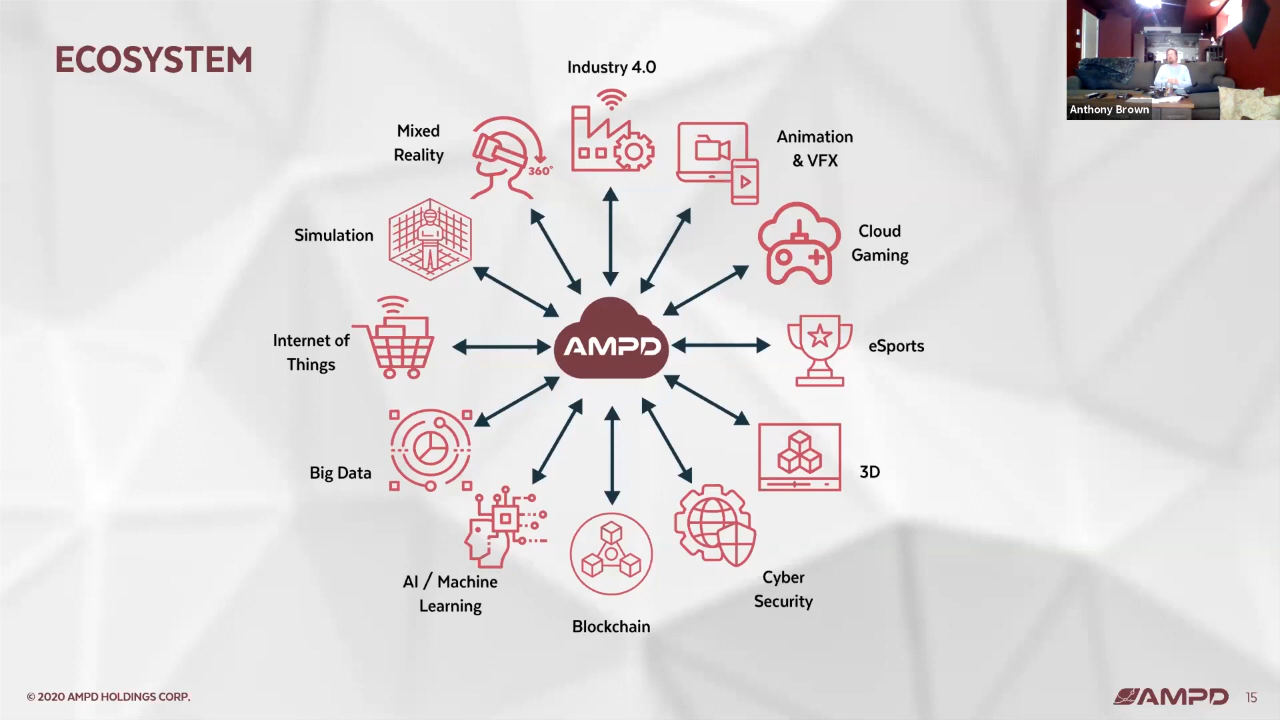 ECOSYSTEM
Anthony Brown
Industry 4.0
Mixed
Reality
360°
Animation
& VFX
Simulation
Cloud
Gaming
Internet of
Things
AMPD
eSports
Big Data
3D
AI / Machine
Learning
Cyber
Security
Blockchain
© 2020 AMPD HOLDINGS CORP.
AMPD
15